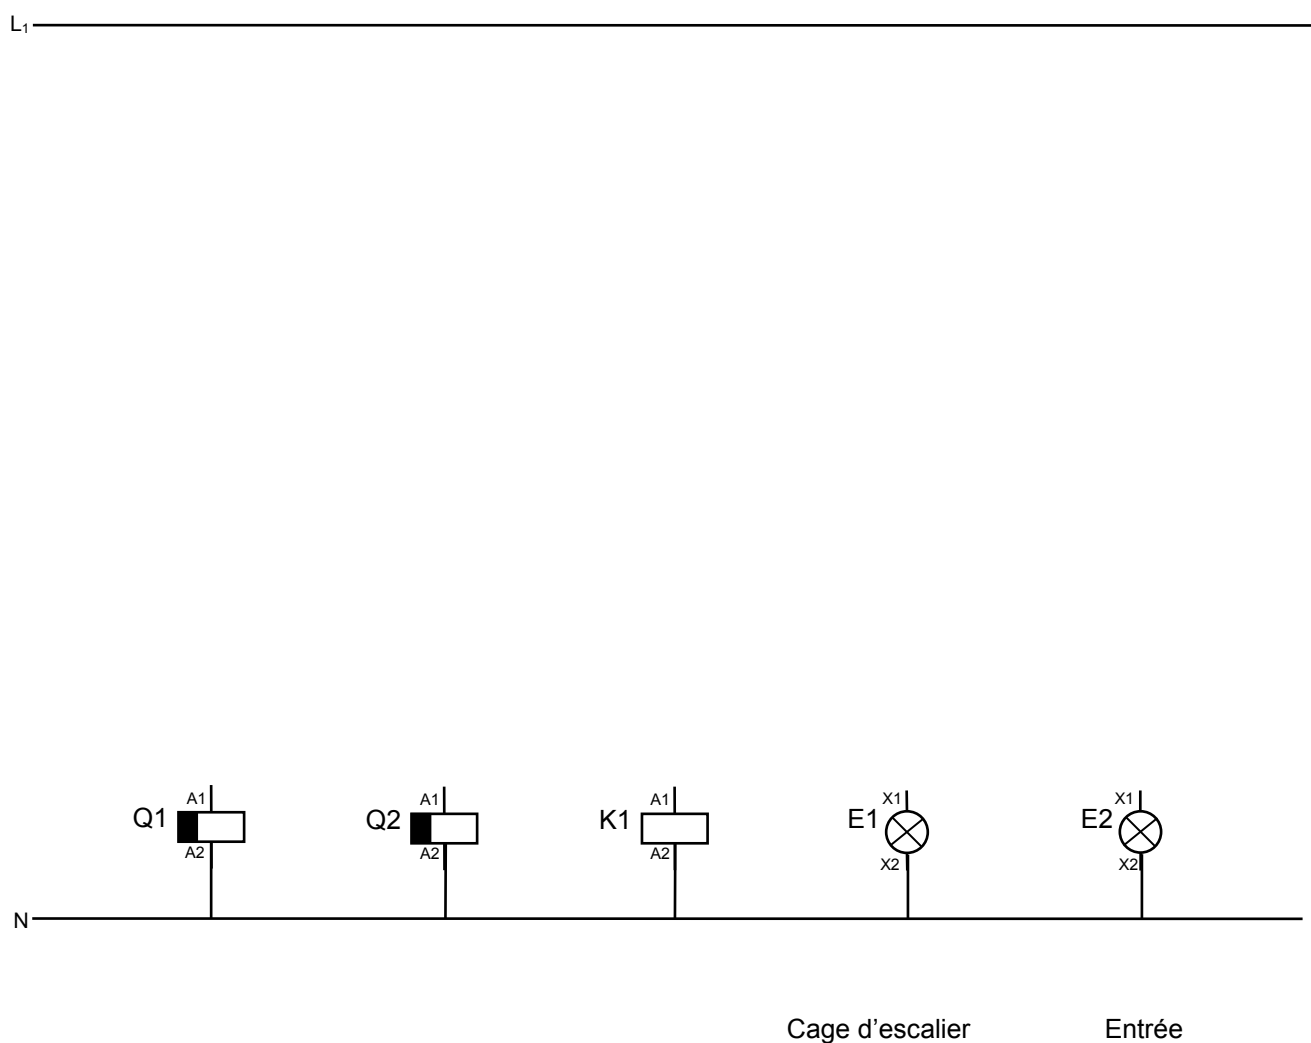 L₁
A1 A1 A1 X1 X1
Q1 Q2 K1 E1 E2
A2 A2 A2 X2 X2
N
Cage d’escalier Entrée